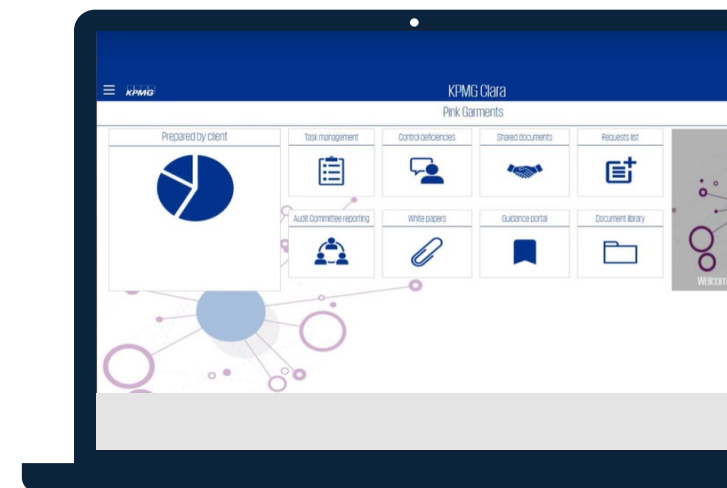 KPMG
KPMG Clara
Pink Garments
Prepared by client
Task management
Control deficiencies
Shared documents
Requests list
Audit Committee reporting
White papers
Guidance portal
Document library